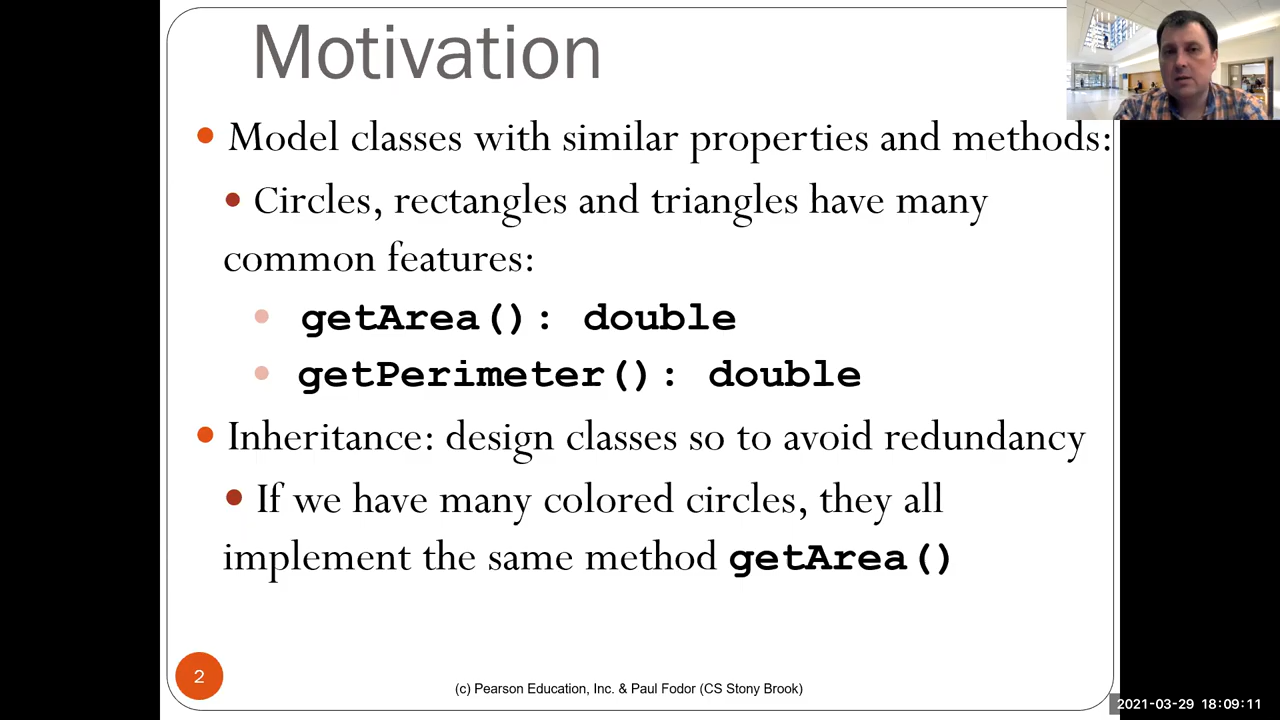 Motivation
Model classes with similar properties and methods:
Circles, rectangles and triangles have many
common features:
getArea(): double
getPerimeter(): double
Inheritance: design classes so to avoid redundancy
If we have many colored circles, they all
implement the same method getArea()
2
(c) Pearson Education, Inc. & Paul Fodor (CS Stony Brook)
2021-03-29 18:09:11